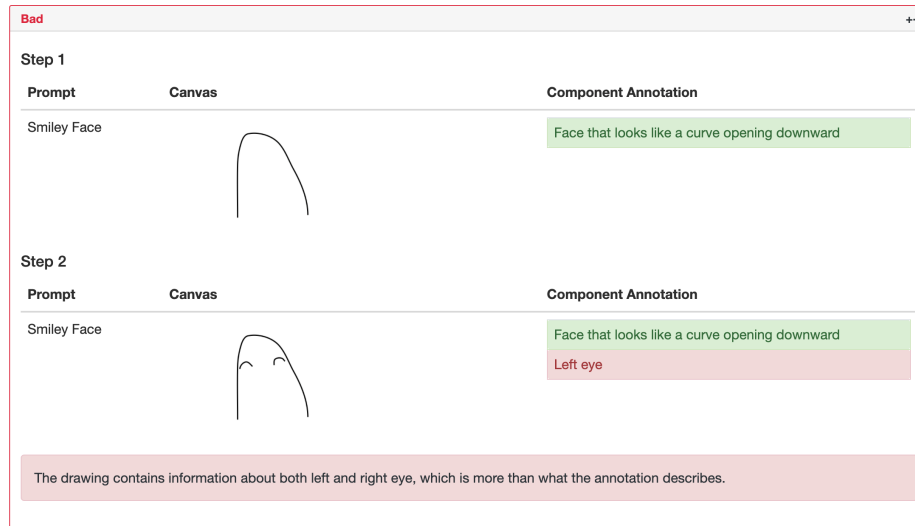 Bad
Step 1
Prompt Canvas Component Annotation
Smiley Face Face that looks like a curve opening downward
Step 2
Prompt Canvas Component Annotation
Smiley Face Face that looks like a curve opening downward
Left eye
The drawing contains information about both left and right eye, which is more than what the annotation describes.